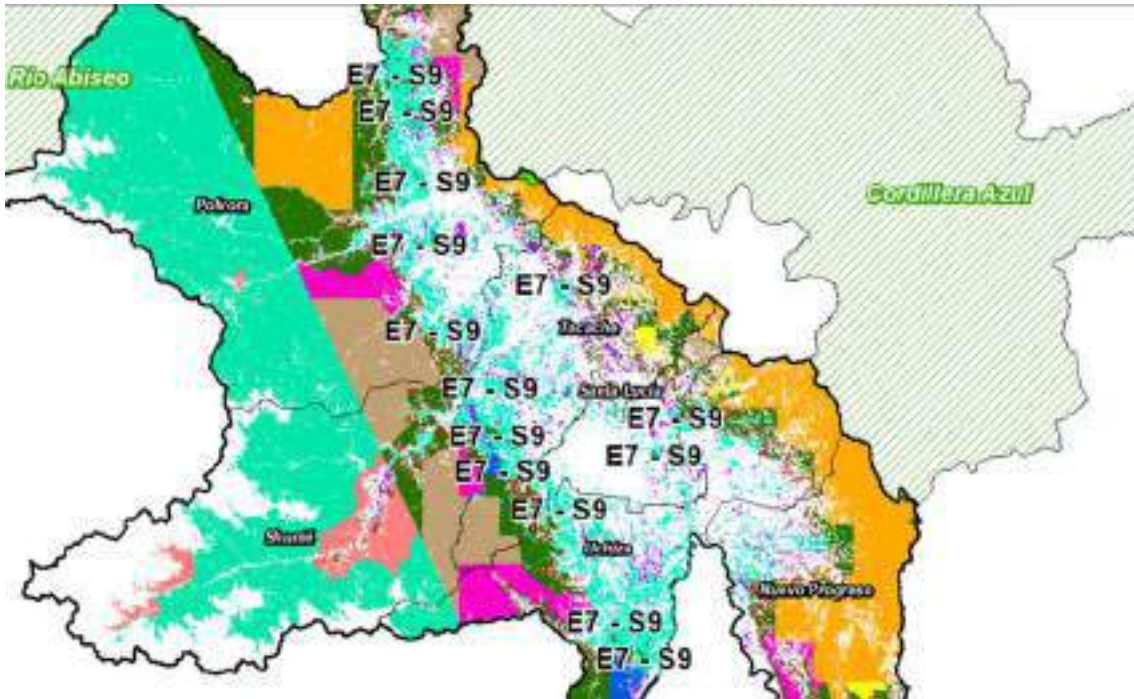 E7 - S9
Río Abiseo
E7 - S9
E7 - S9
Cordillera Azul
Polvora
E7 - S9
E7 - S9
Tocache
E7 - S9
E7 - S9
Santa Lucia
E7 - S9
E7 - S9
E7 - S9
E7 - S9
E7 - S9
Shunté
Uchiza
Nuevo Progreso
E7 - S9
E7 - S9